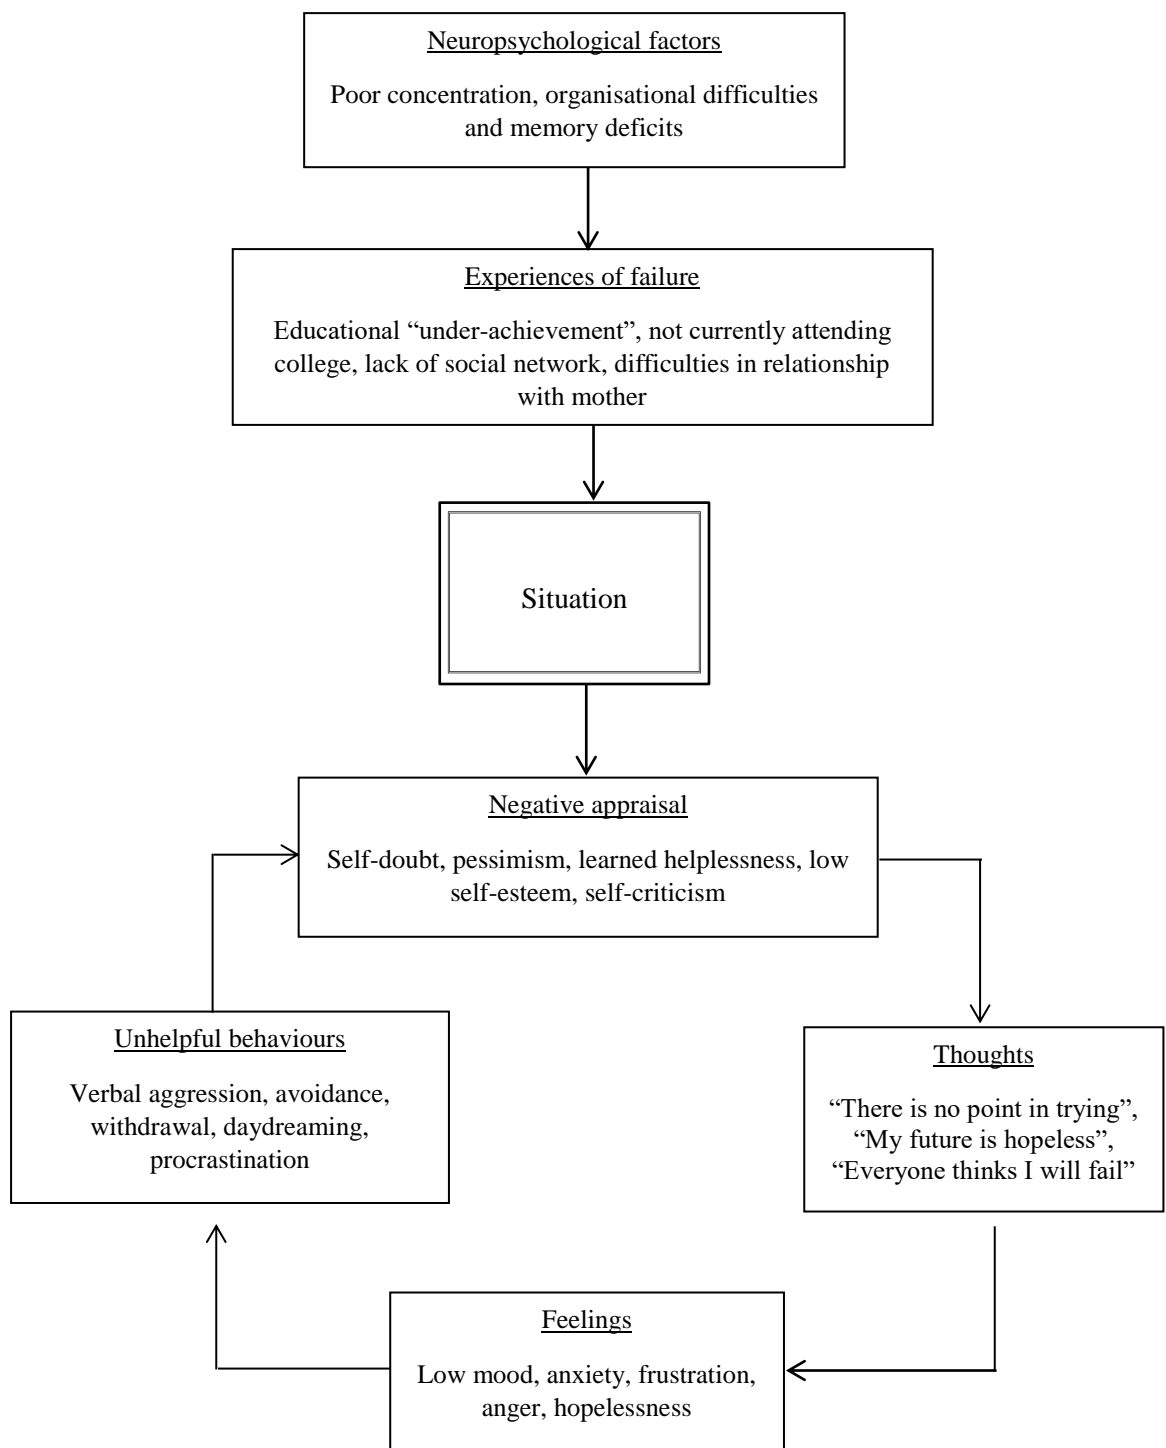 Neuropsychological factors
Poor concentration, organisational difficulties
and memory deficits
Experiences of failure
Educational “under-achievement”, not currently attending
college, lack of social network, difficulties in relationship
with mother
Situation
Negative appraisal
Self-doubt, pessimism, learned helplessness, low
self-esteem, self-criticism
Thoughts
“There is no point in trying”,
“My future is hopeless”,
“Everyone thinks I will fail”
Feelings
Low mood, anxiety, frustration,
anger, hopelessness
Unhelpful behaviours
Verbal aggression, avoidance,
withdrawal, daydreaming,
procrastination